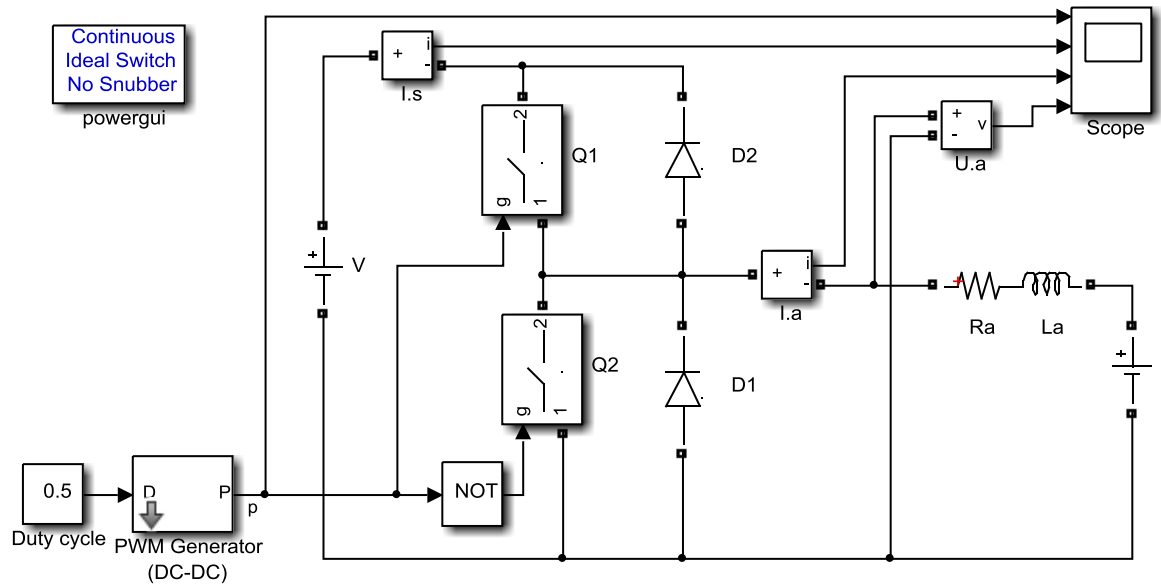 Continuous
Ideal Switch
No Snubber
powergui
+
i
-
I.s
2
g
1
Q1
D2
+
-
v
U.a
Scope
+
V
+
i
-
I.a
+
Ra
La
+
2
g
1
Q2
D1
0.5
Duty cycle
D
P
p
PWM Generator
(DC-DC)
NOT